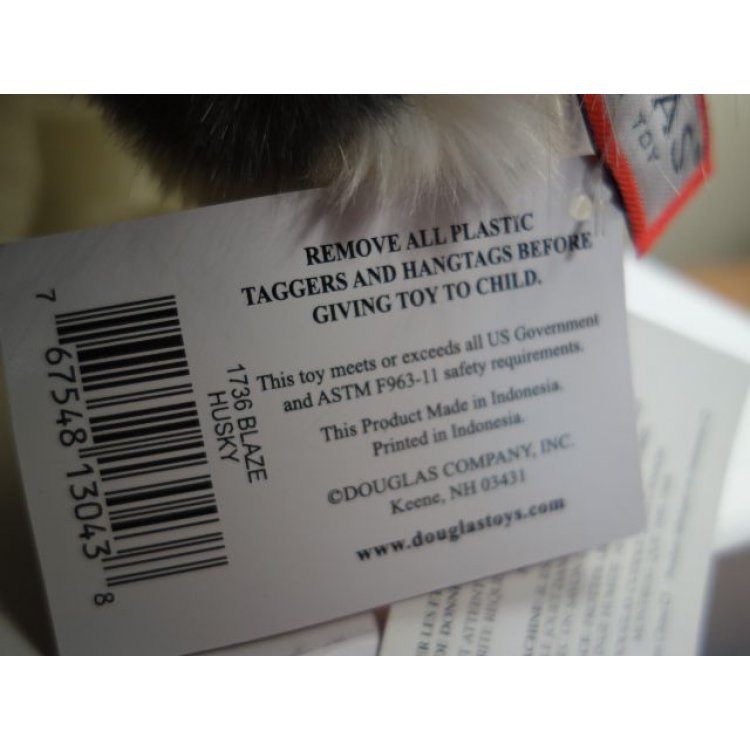 REMOVE ALL PLASTIC
TAGGERS AND HANGTAGS BEFORE
GIVING TOY TO CHILD.
This toy meets or exceeds all US Government
and ASTM F963-11 safety requirements.
This Product Made in Indonesia.
Printed in Indonesia.
©DOUGLAS COMPANY, INC.
Keene, NH 03431
www.douglastoys.com
1736 BLAZE
HUSKY
7 67548 13043 8
AS
TOY